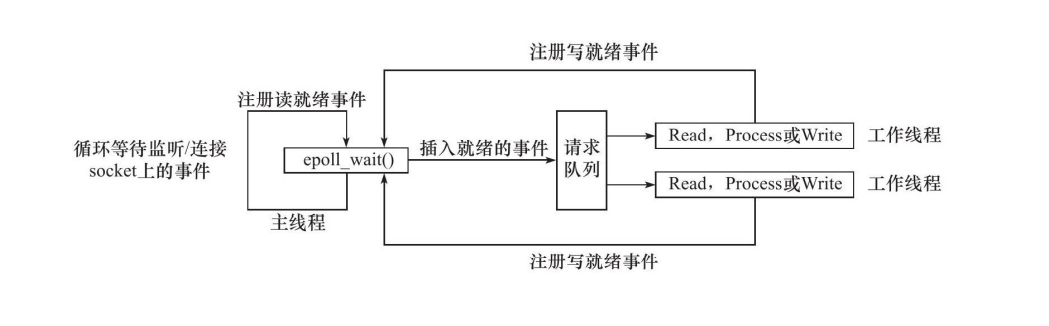 注册写就绪事件
注册读就绪事件
循环等待监听/连接
socket上的事件
epoll_wait()
插入就绪的事件
请求
队列
Read，Process或Write
工作线程
Read，Process或Write
工作线程
主线程
注册写就绪事件